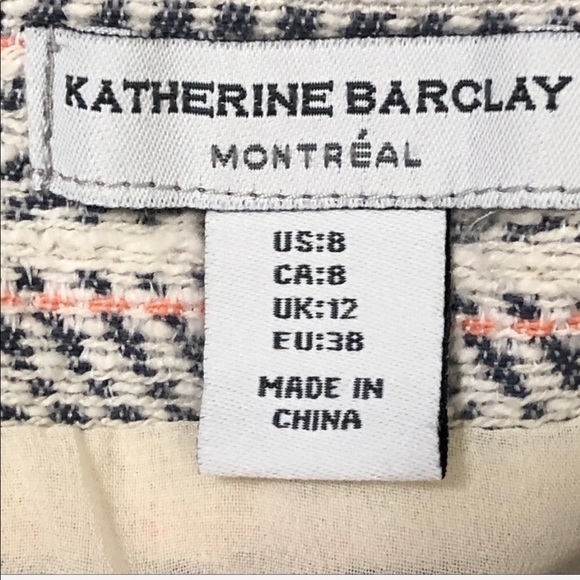 KATHERINE BARCLAY
MONTRÉAL
US:8
CA:8
UK:12
EU:38
MADE IN
CHINA